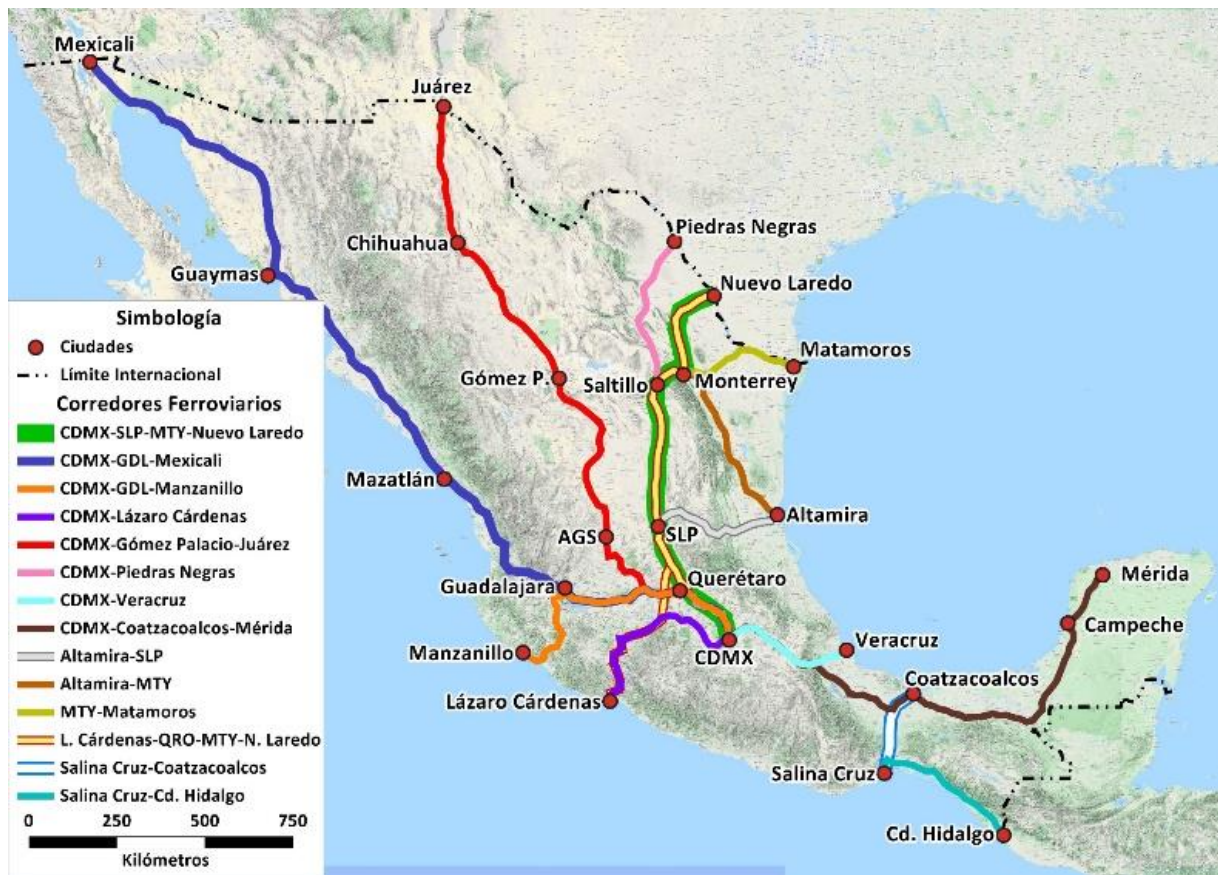 Mexicali
Juárez
Piedras Negras
Chihuahua
Guaymas
Nuevo Laredo
Matamoros
Gómez P.
Saltillo
Monterrey
Mazatlán
Altamira
AGS
SLP
Guadalajara
Querétaro
Mérida
Campeche
Manzanillo
CDMX
Veracruz
Coatzacoalcos
Lázaro Cárdenas
Salina Cruz
Cd. Hidalgo
Simbología
Ciudades
Límite Internacional
Corredores Ferroviarios
CDMX-SLP-MTY-Nuevo Laredo
CDMX-GDL-Mexicali
CDMX-GDL-Manzanillo
CDMX-Lázaro Cárdenas
CDMX-Gómez Palacio-Juárez
CDMX-Piedras Negras
CDMX-Veracruz
CDMX-Coatzacoalcos-Mérida
Altamira-SLP
Altamira-MTY
MTY-Matamoros
L. Cárdenas-QRO-MTY-N. Laredo
Salina Cruz-Coatzacoalcos
Salina Cruz-Cd. Hidalgo
0 250 500 750
Kilómetros